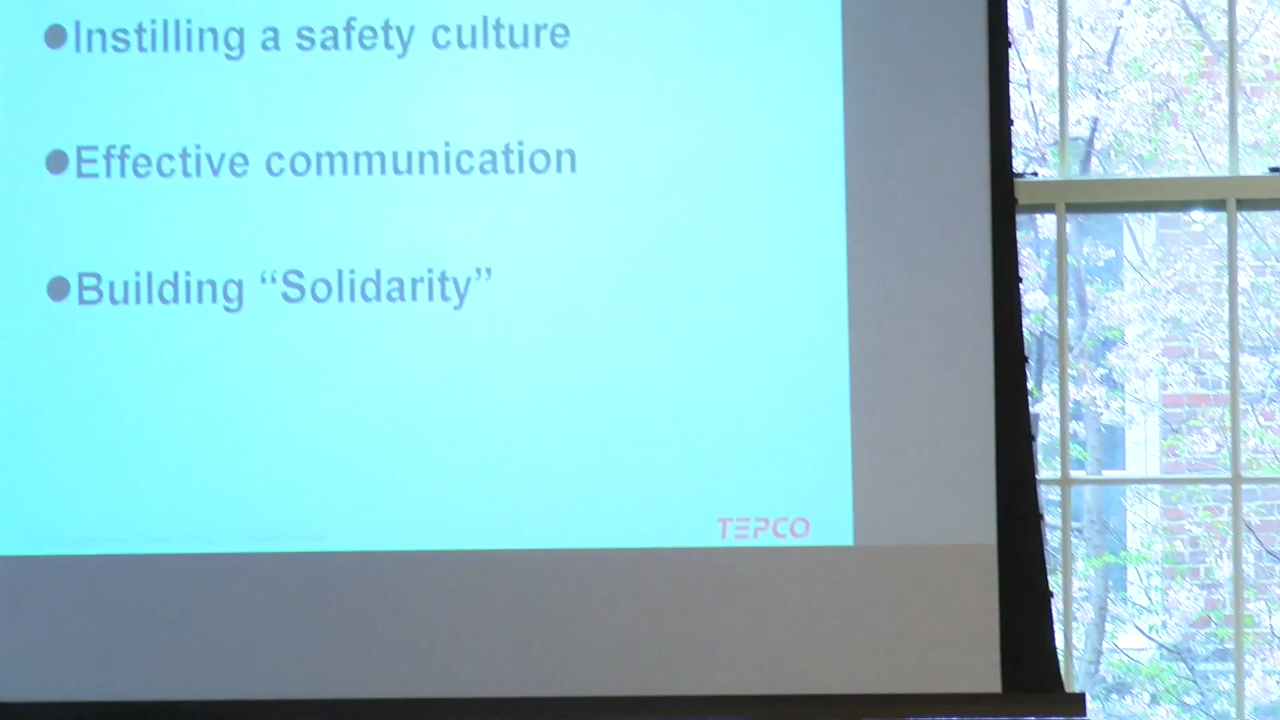 ●Instilling a safety culture
●Effective communication
●Building “Solidarity”
TEPCO